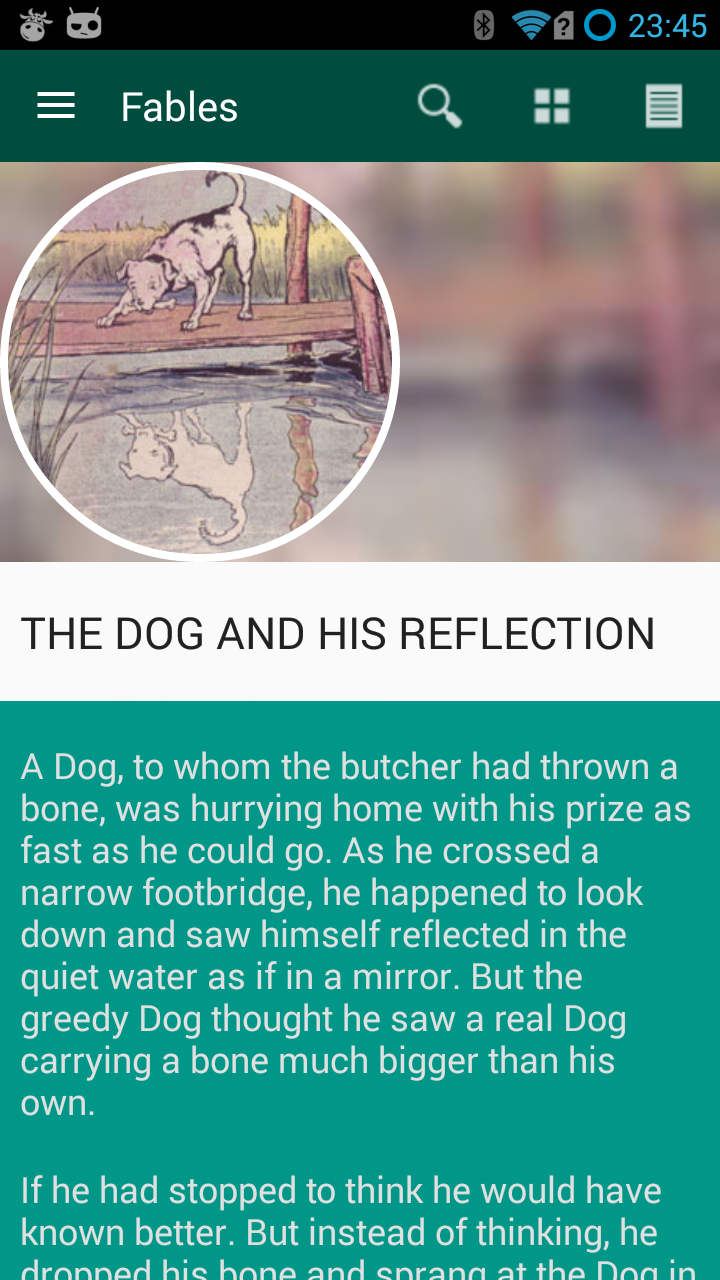 23:45
Fables
THE DOG AND HIS REFLECTION
A Dog, to whom the butcher had thrown a
bone, was hurrying home with his prize as
fast as he could go. As he crossed a
narrow footbridge, he happened to look
down and saw himself reflected in the
quiet water as if in a mirror. But the
greedy Dog thought he saw a real Dog
carrying a bone much bigger than his
own.
If he had stopped to think he would have
known better. But instead of thinking, he
dropped his bone and sprang at the Dog in